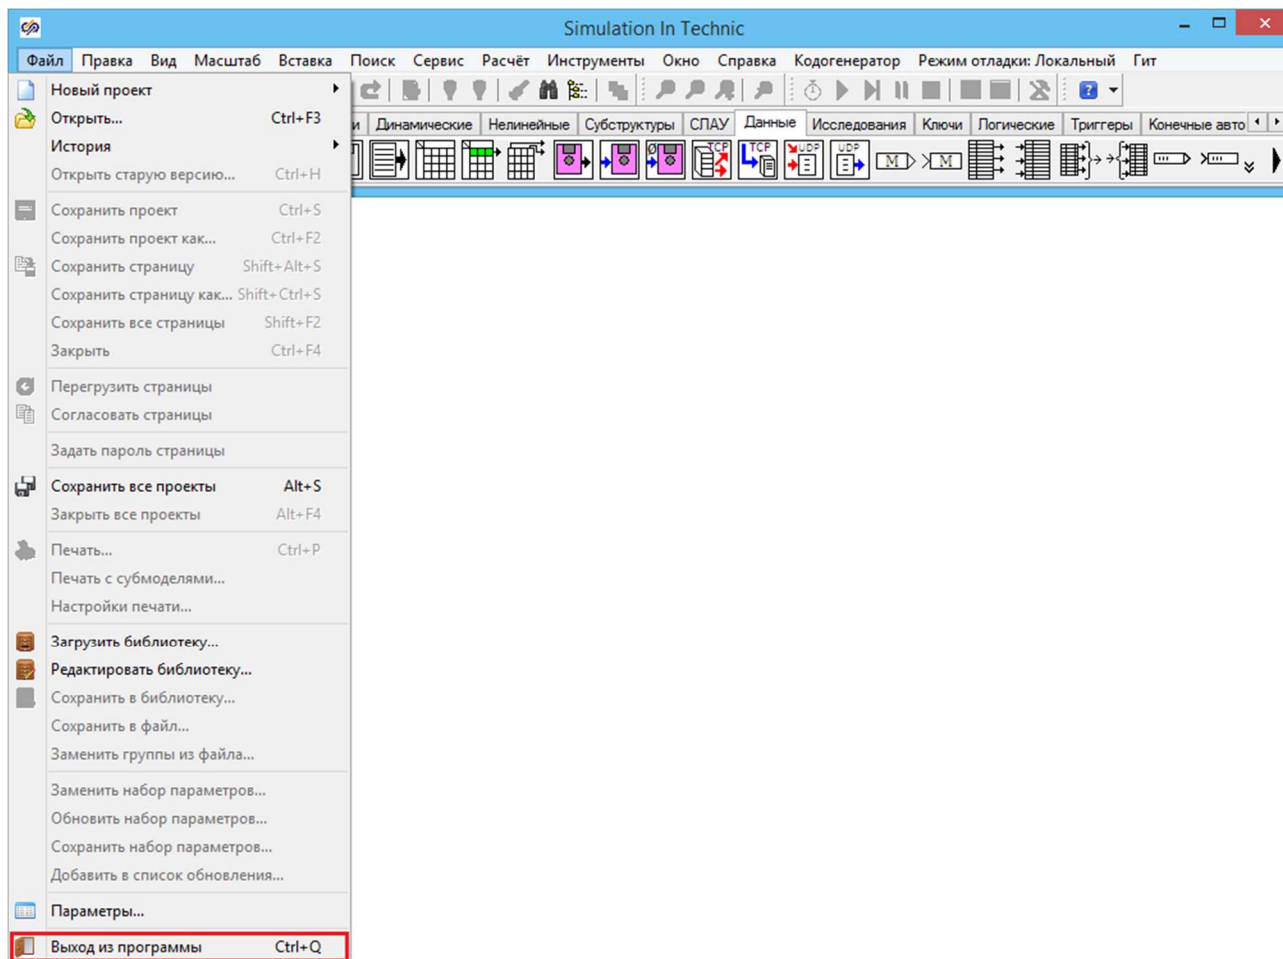 Simulation In Technic
Файл Правка Вид Масштаб Вставка Поиск Сервис Расчёт Инструменты Окно Справка Кодогенератор Режим отладки: Локальный Гит
Новый проект
Открыть... Ctrl+F3
и Динамические Нелинейные Субструктуры СПАУ Данные Исследования Ключи Логические Триггеры Конечные авто
История
TCP TCP UDP UDP M M
Открыть старую версию... Ctrl+H
Сохранить проект Ctrl+S
Сохранить проект как... Ctrl+F2
Сохранить страницу Shift+Alt+S
Сохранить страницу как... Shift+Ctrl+S
Сохранить все страницы Shift+F2
Закрыть Ctrl+F4
Перегрузить страницы
Согласовать страницы
Задать пароль страницы
Сохранить все проекты Alt+S
Закрыть все проекты Alt+F4
Печать... Ctrl+P
Печать с субмоделями...
Настройки печати...
Загрузить библиотеку...
Редактировать библиотеку...
Сохранить в библиотеку...
Сохранить в файл...
Заменить группы из файла...
Заменить набор параметров...
Обновить набор параметров...
Сохранить набор параметров...
Добавить в список обновления...
Параметры...
Выход из программы Ctrl+Q